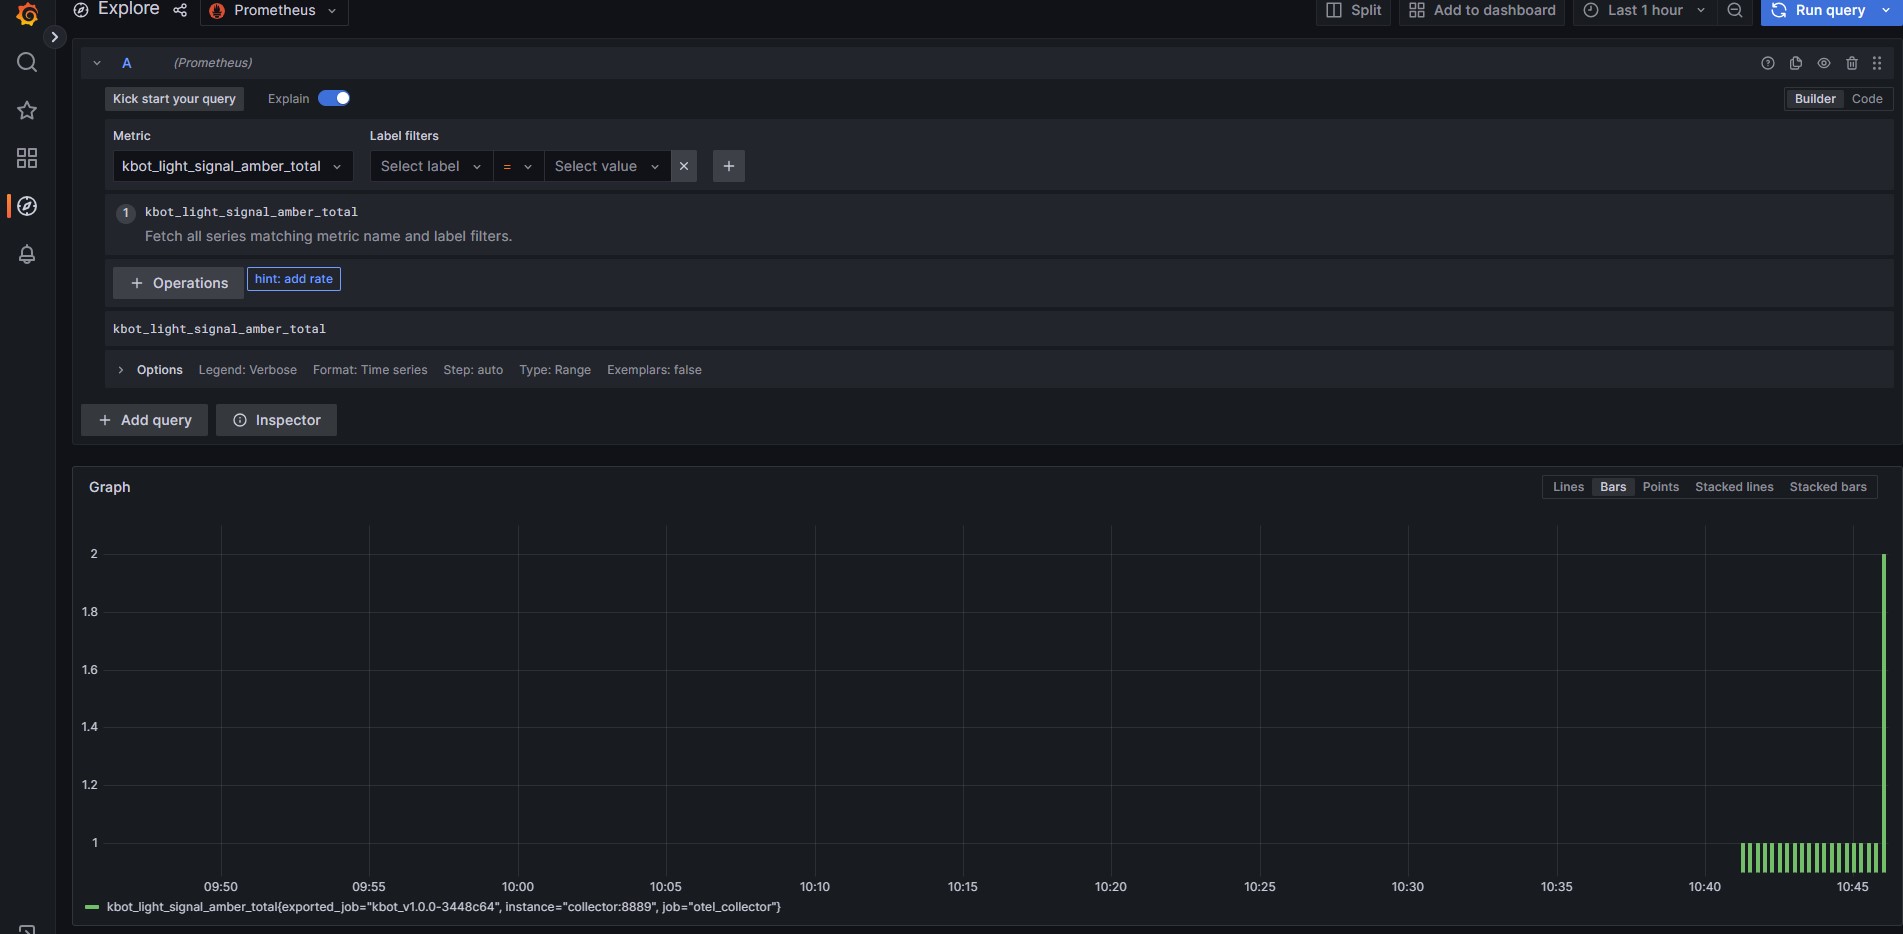 Explore Prometheus Split Add to dashboard Last 1 hour Run query
A (Prometheus)
Kick start your query Explain Builder Code
Metric Label filters
kbot_light_signal_amber_total Select label = Select value
1 kbot_light_signal_amber_total
Fetch all series matching metric name and label filters.
+ Operations hint: add rate
kbot_light_signal_amber_total
Options Legend: Verbose Format: Time series Step: auto Type: Range Exemplars: false
+ Add query Inspector
Graph Lines Bars Points Stacked lines Stacked bars
2
1.8
1.6
1.4
1.2
1
09:50 09:55 10:00 10:05 10:10 10:15 10:20 10:25 10:30 10:35 10:40 10:45
kbot_light_signal_amber_total{exported_job="kbot_v1.0.0-3448c64", instance="collector:8889", job="otel_collector"}